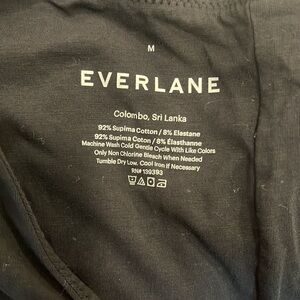 M
EVERLANE
Colombo, Sri Lanka
92% Supima Cotton / 8% Elastane
92% Supima Cotton / 8% Élasthanne
Machine Wash Cold Gentle Cycle With Like Colors
Only Non Chlorine Bleach When Needed
Tumble Dry Low. Cool Iron If Necessary
RN# 139393